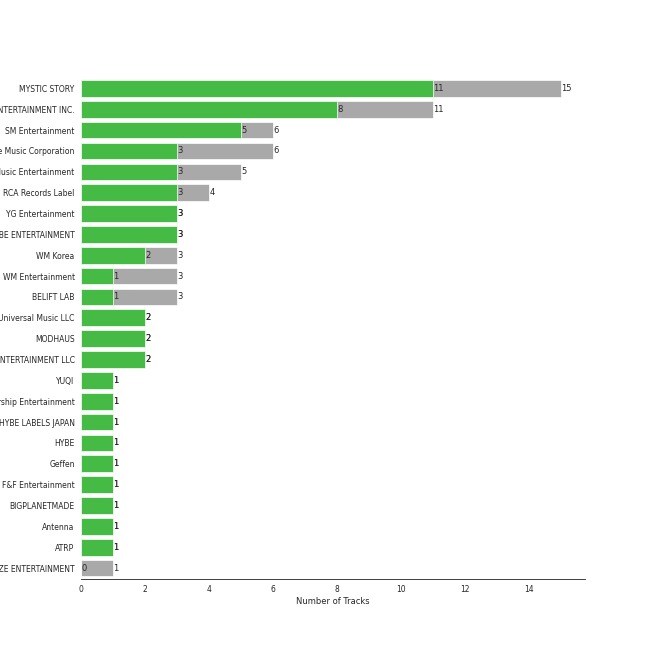 MYSTIC STORY 11 15
NTERTAINMENT INC. 8 11
SM Entertainment 5 6
e Music Corporation 3 6
usic Entertainment 3 5
RCA Records Label 3 4
YG Entertainment 3
BE ENTERTAINMENT 3
WM Korea 2 3
WM Entertainment 1 3
BELIFT LAB 1 3
Universal Music LLC 2
MODHAUS 2
ENTERTAINMENT LLC 2
YUQI 1
rship Entertainment 1
HYBE LABELS JAPAN 1
HYBE 1
Geffen 1
F&F Entertainment 1
BIGPLANETMADE 1
Antenna 1
ATRP 1
ZE ENTERTAINMENT 0 1
0 2 4 6 8 10 12 14
Number of Tracks